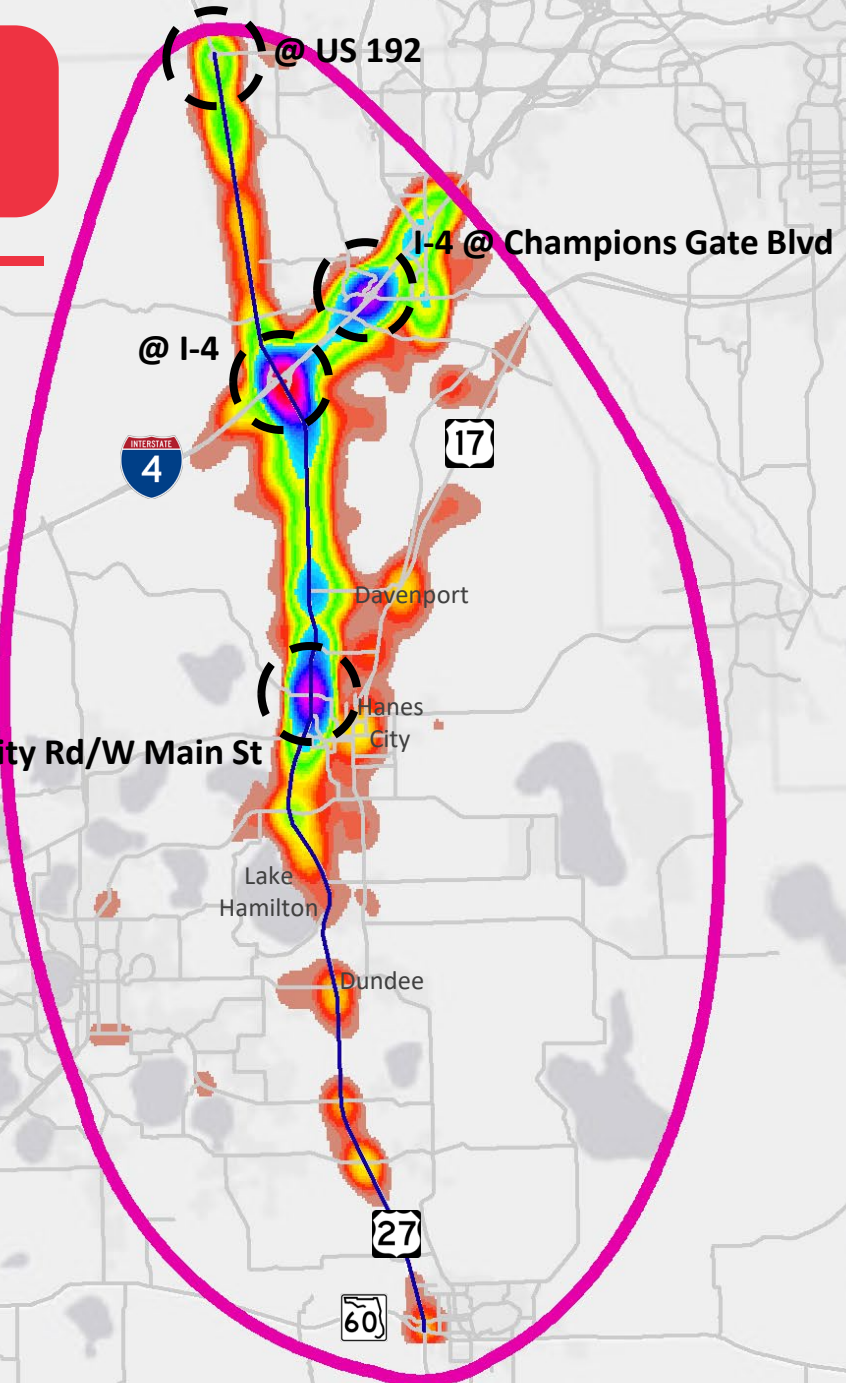 @ US 192
I-4 @ Champions Gate Blvd
@ I-4
INTERSTATE
4
17
Davenport
Hanes
City
ity Rd/W Main St
Lake
Hamilton
Dundee
27
60